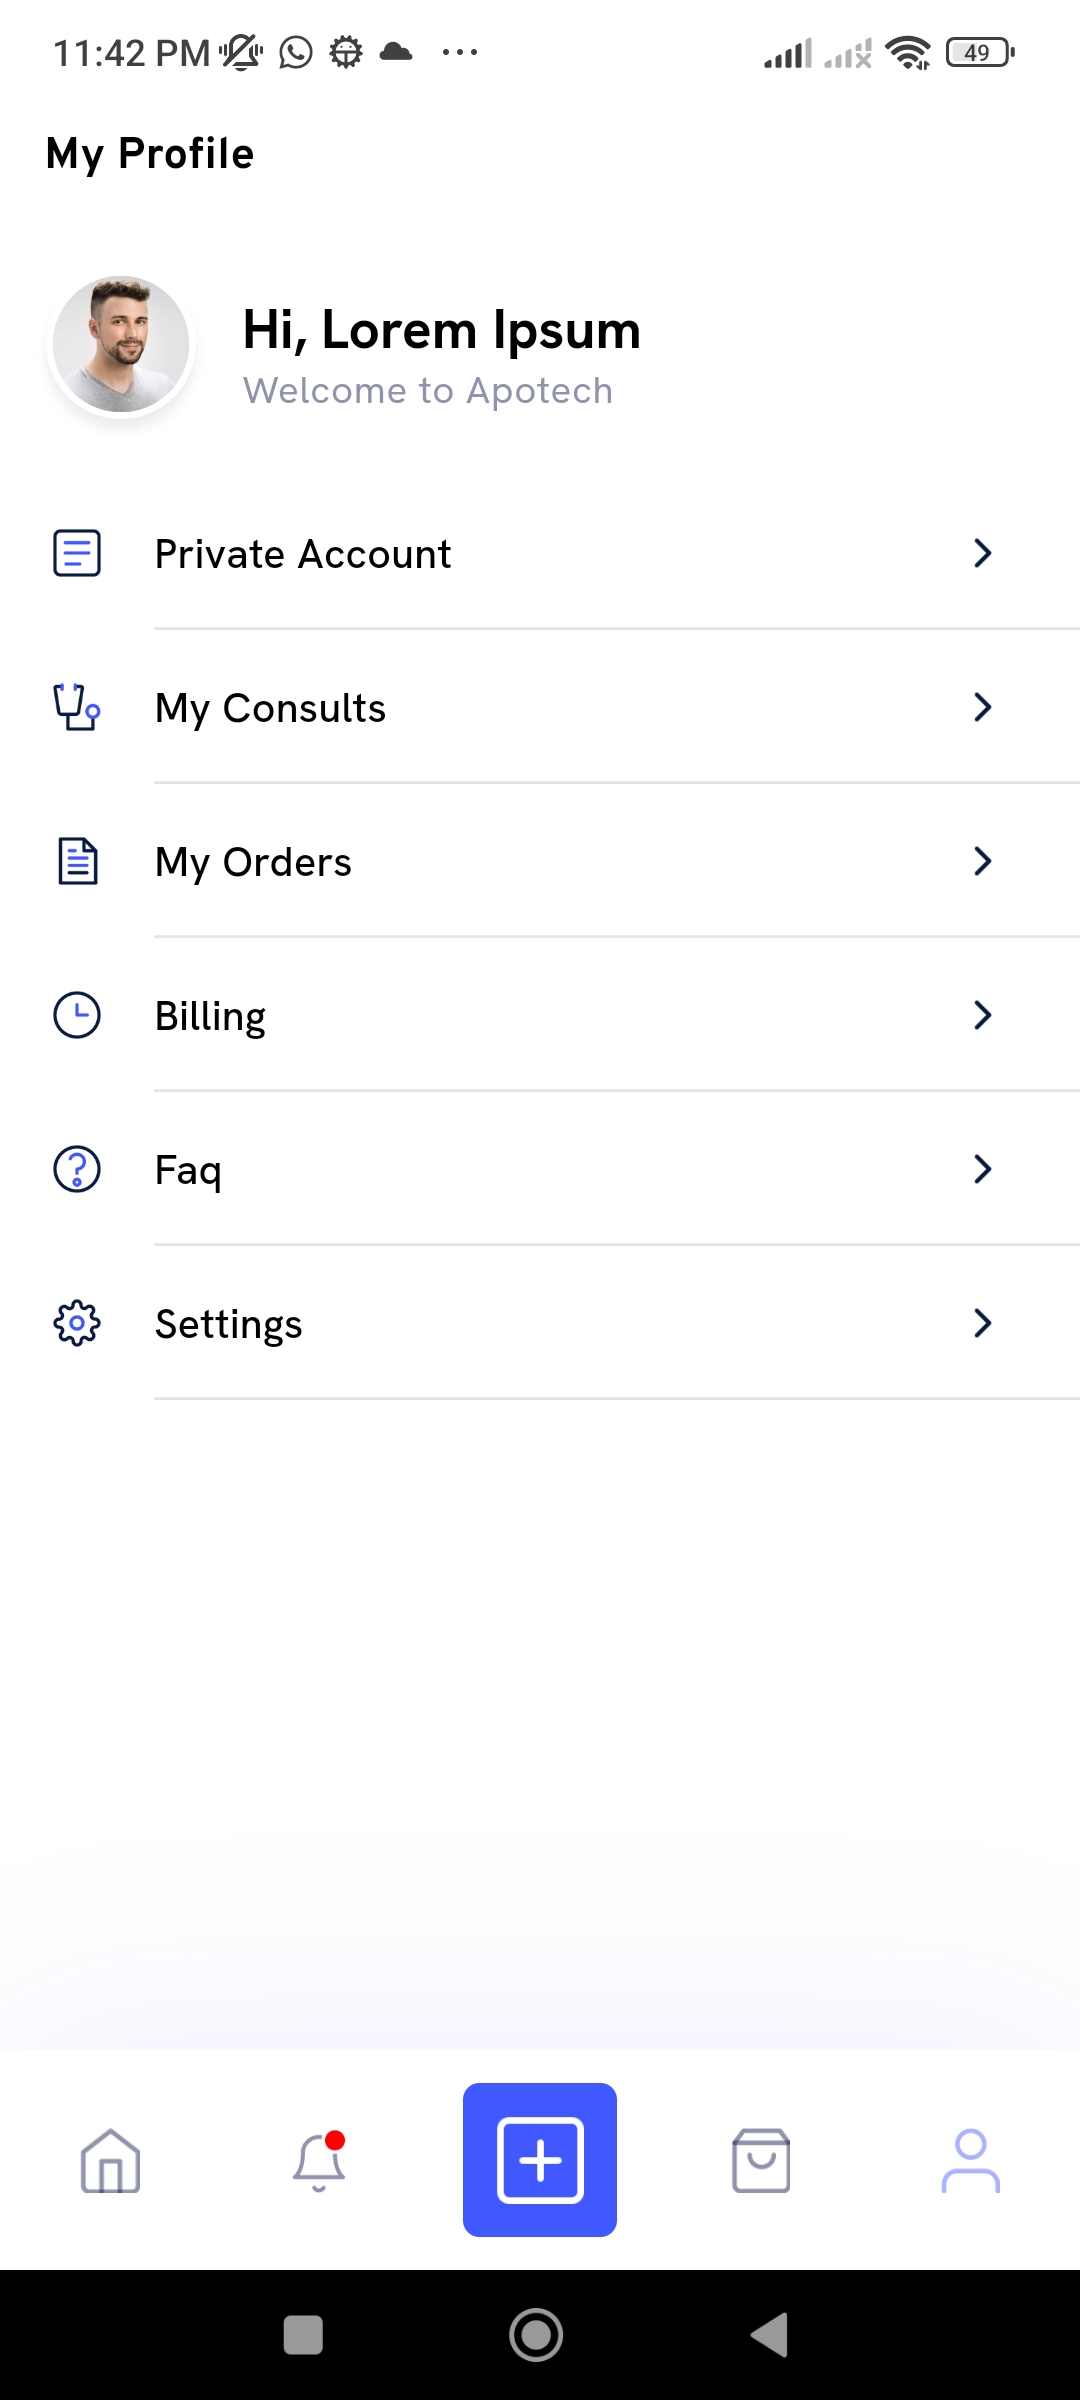 11:42 PM
49
My Profile
Hi, Lorem Ipsum
Welcome to Apotech
Private Account
My Consults
My Orders
Billing
Faq
Settings